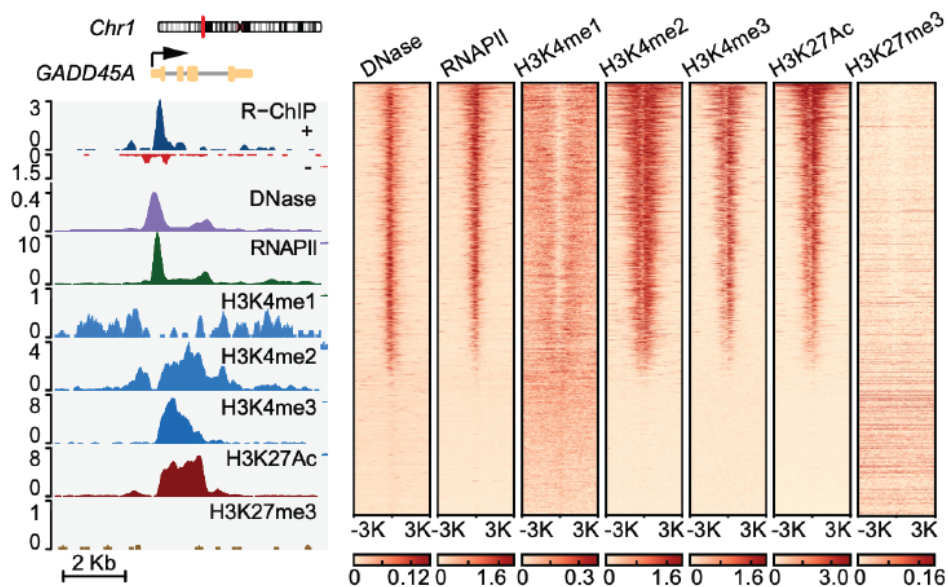 Chr1
GADD45A
R-ChIP
+
3
0
0
-
1.5
DNase
0.4
0
RNAPII
10
0
H3K4me1
1
0
H3K4me2
4
0
H3K4me3
8
0
H3K27Ac
8
0
H3K27me3
1
0
2 Kb
DNase RNAPII H3K4me1 H3K4me2 H3K4me3 H3K27Ac H3K27me3
-3K 3K -3K 3K -3K 3K -3K 3K -3K 3K -3K 3K -3K 3K
0 0.12 0 1.6 0 0.3 0 1.6 0 1.6 0 3.0 0 0.16